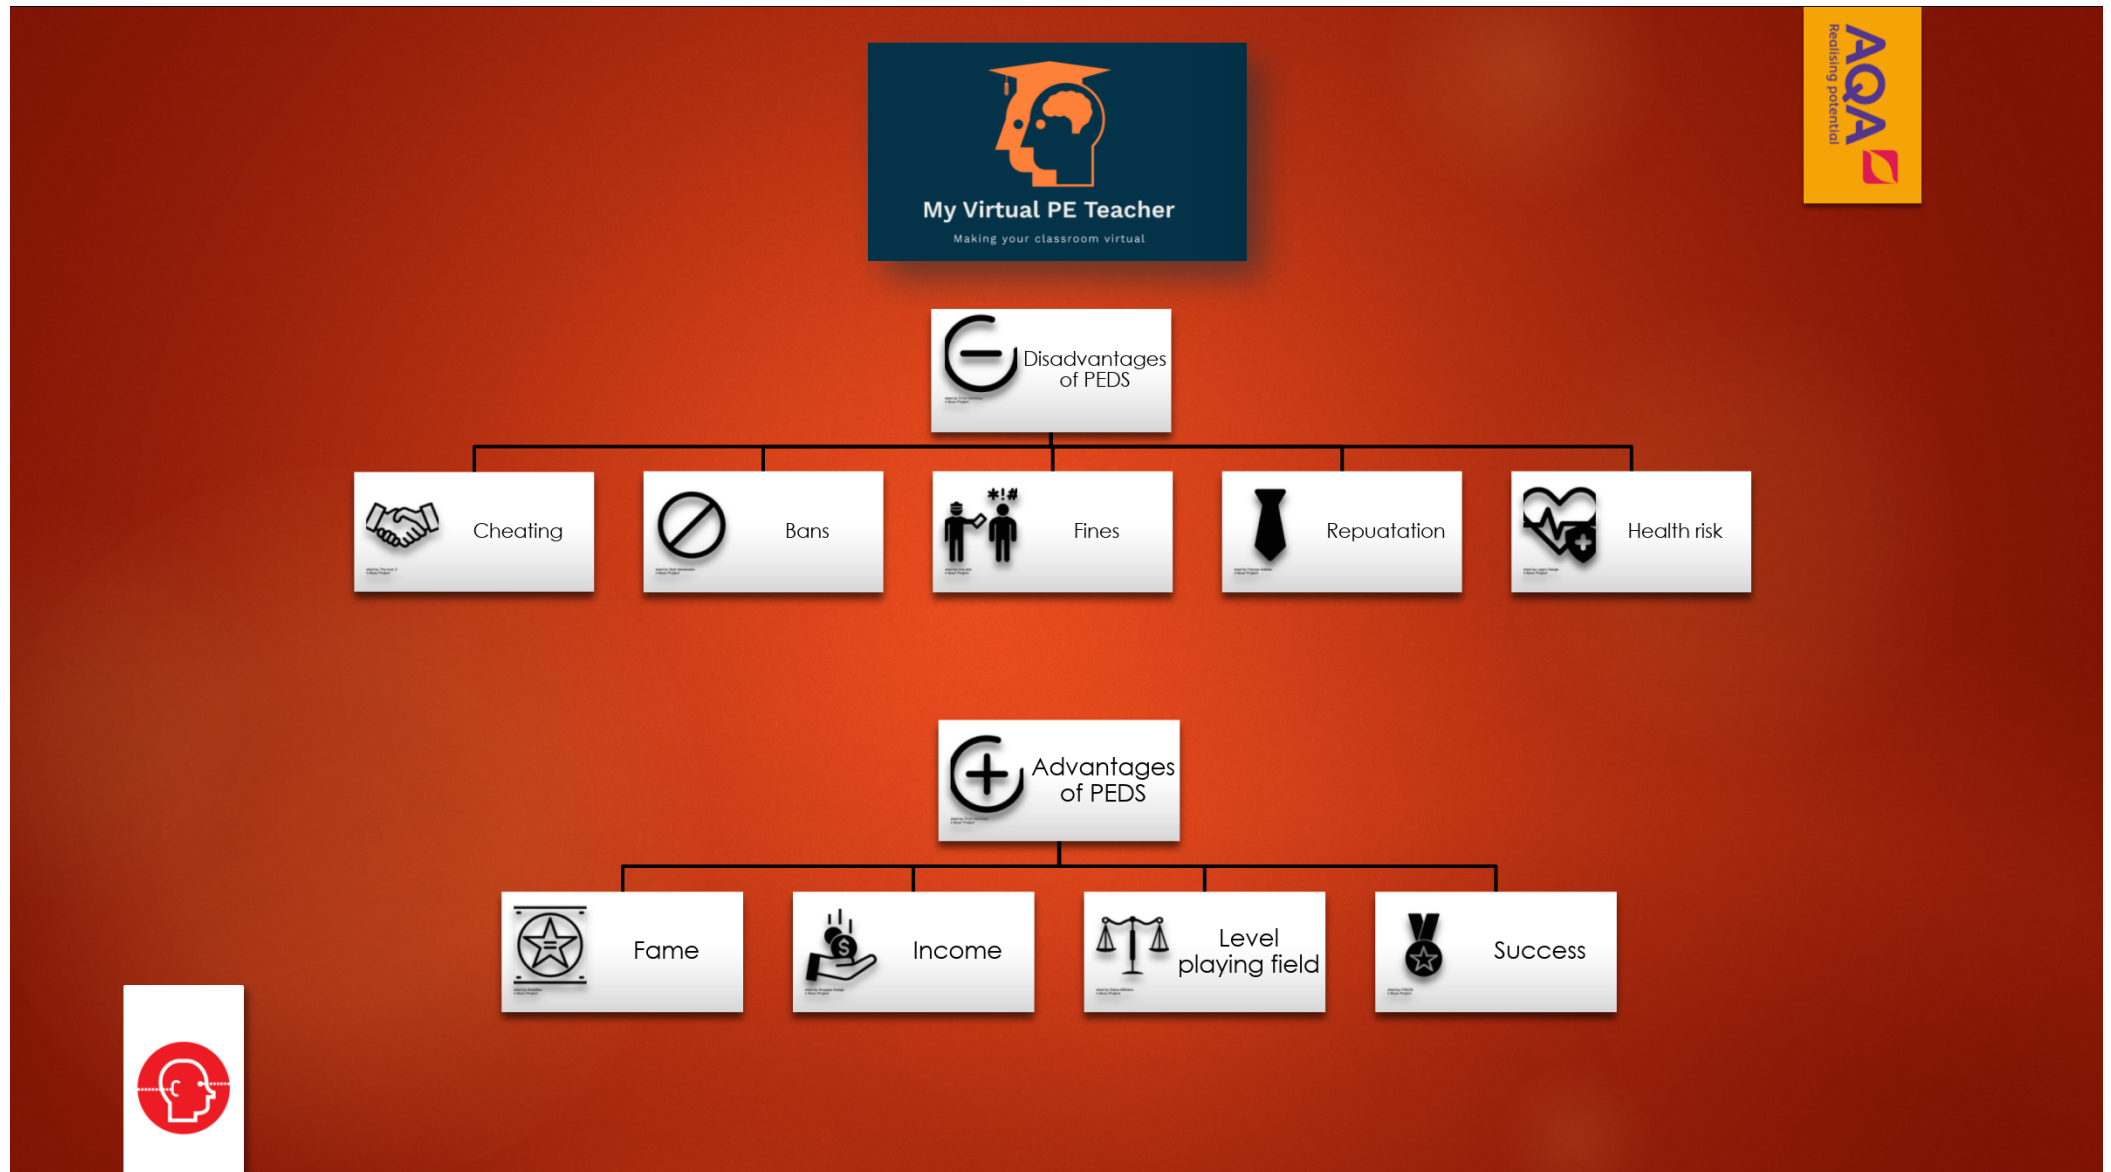 AQA
Realising potential
My Virtual PE Teacher
Making your classroom virtual
Disadvantages
of PEDS
Cheating
Bans
*!#
Fines
Repuatation
Health risk
Advantages
of PEDS
Fame
Income
Level
playing field
Success